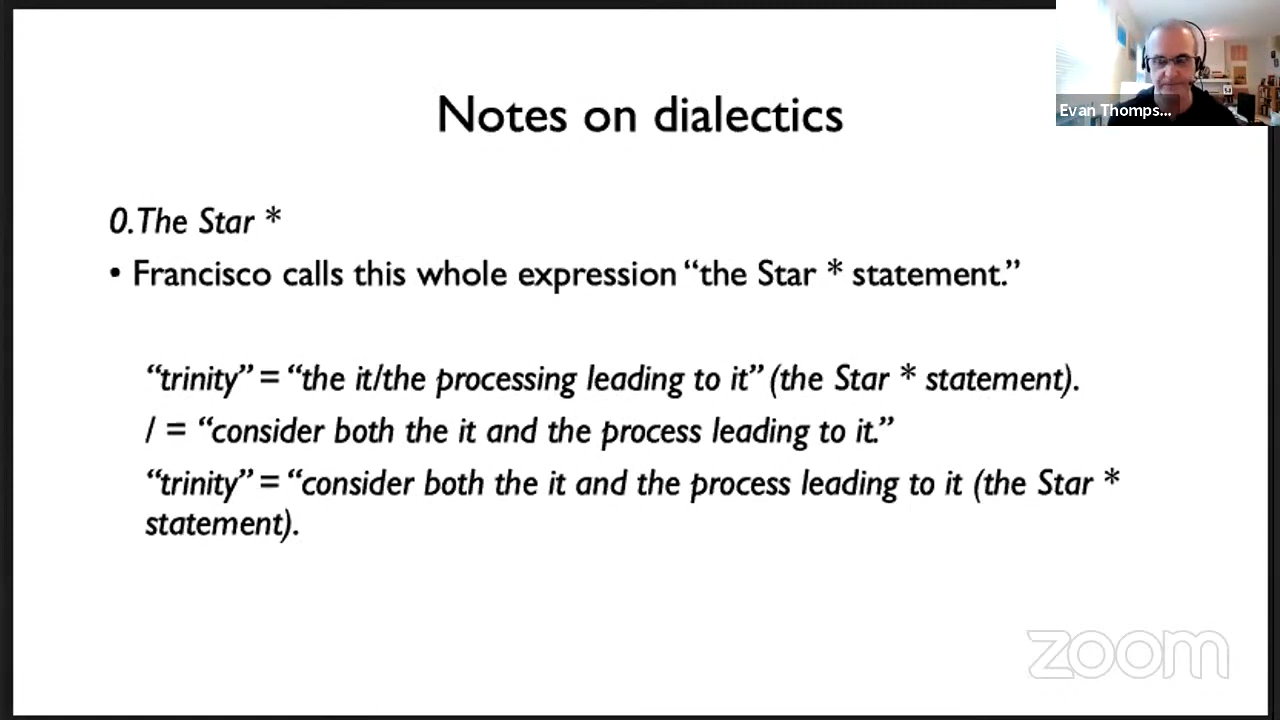 Evan Thomps...
Notes on dialectics
0. The Star *
• Francisco calls this whole expression “the Star * statement.”
“trinity” = “the it/the processing leading to it” (the Star * statement).
/ = “consider both the it and the process leading to it.”
“trinity” = “consider both the it and the process leading to it (the Star *
statement).
zoom